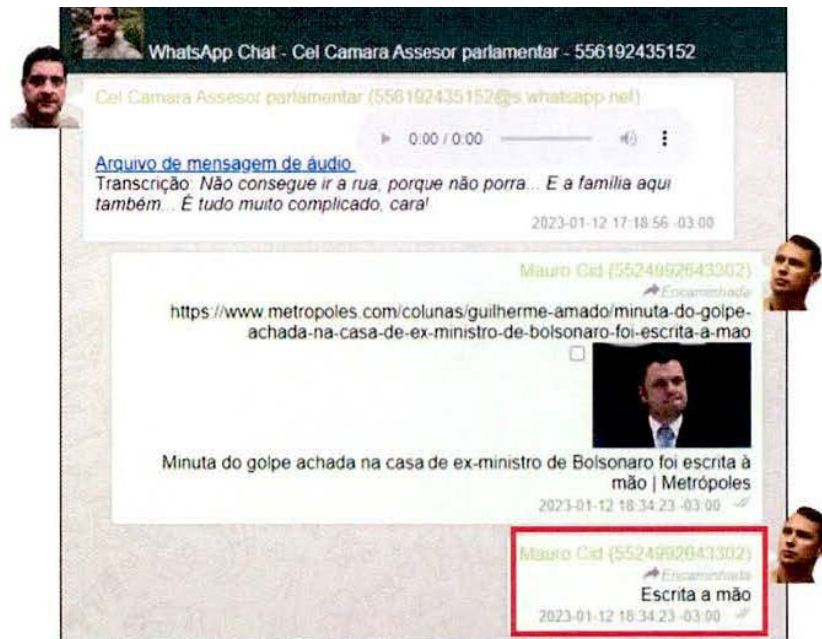 WhatsApp Chat - Cel Camara Assesor parlamentar - 556192435152
Cel Camara Assesor parlamentar (556192435152@s.whatsapp.net)
0:00 / 0:00
Arquivo de mensagem de áudio
Transcrição: Não consegue ir a rua, porque não porra... E a família aqui
também... É tudo muito complicado, cara!
2023-01-12 17:18:56 -03:00
Mauro Cid (5524992643302)
Encaminhada
https://www.metropoles.com/colunas/guilherme-amado/minuta-do-golpe-
achada-na-casa-de-ex-ministro-de-bolsonaro-foi-escrita-a-mao
Minuta do golpe achada na casa de ex-ministro de Bolsonaro foi escrita à
mão | Metrópoles
2023-01-12 18:34:23 -03:00
Mauro Cid (5524992643302)
Encaminhada
Escrita a mão
2023-01-12 18:34:23 -03:00